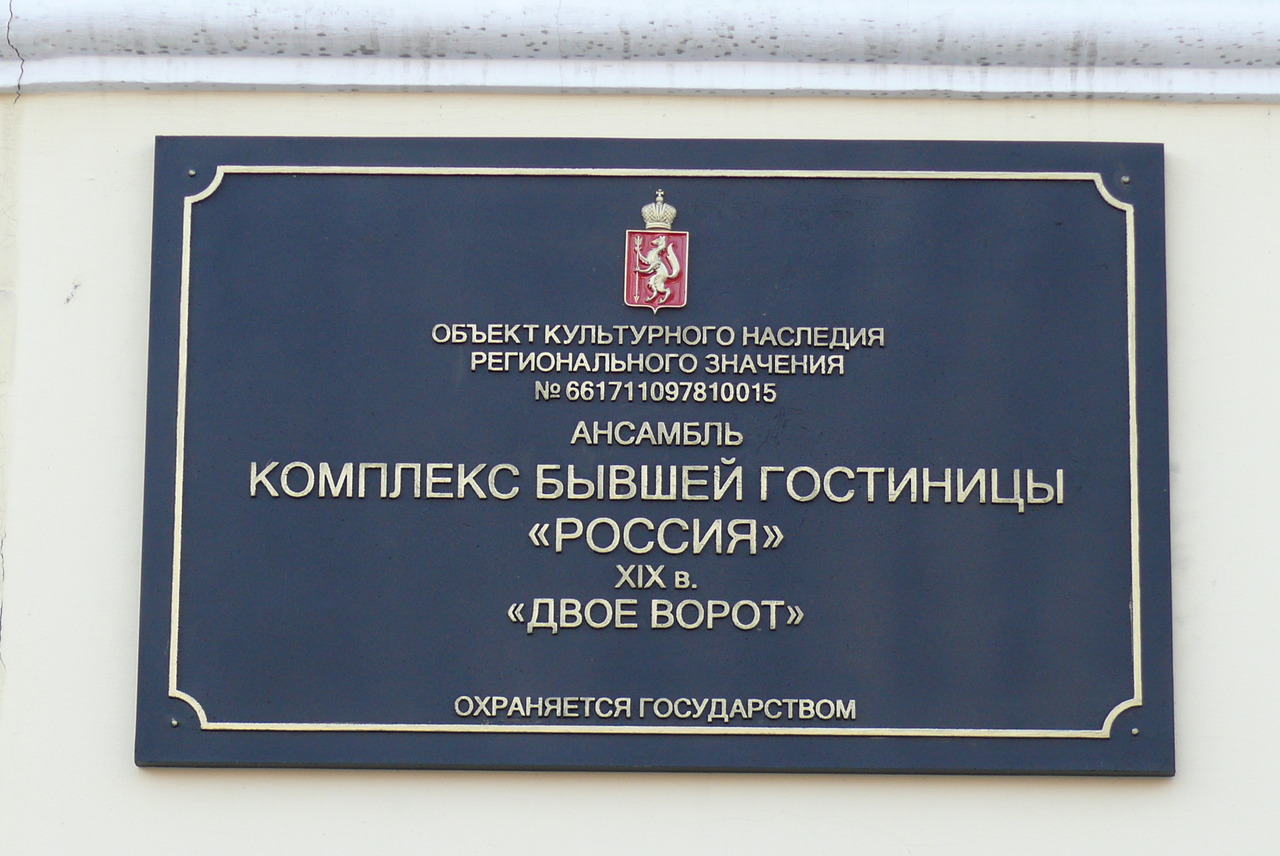 ОБЪЕКТ КУЛЬТУРНОГО НАСЛЕДИЯ
РЕГИОНАЛЬНОГО ЗНАЧЕНИЯ
№ 661711097810015
АНСАМБЛЬ
КОМПЛЕКС БЫВШЕЙ ГОСТИНИЦЫ
«РОССИЯ»
XIX в.
«ДВОЕ ВОРОТ»
ОХРАНЯЕТСЯ ГОСУДАРСТВОМ